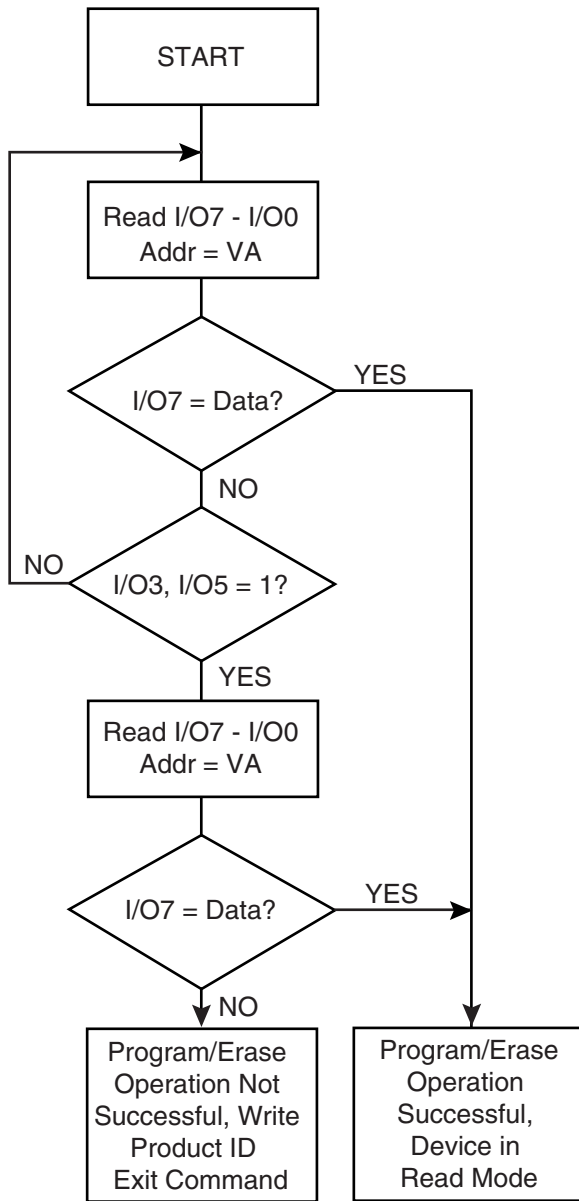 START
Read I/O7 - I/O0
Addr = VA
I/O7 = Data?
YES
NO
I/O3, I/O5 = 1?
NO
YES
Read I/O7 - I/O0
Addr = VA
I/O7 = Data?
YES
NO
Program/Erase
Operation Not
Successful, Write
Product ID
Exit Command
Program/Erase
Operation
Successful,
Device in
Read Mode